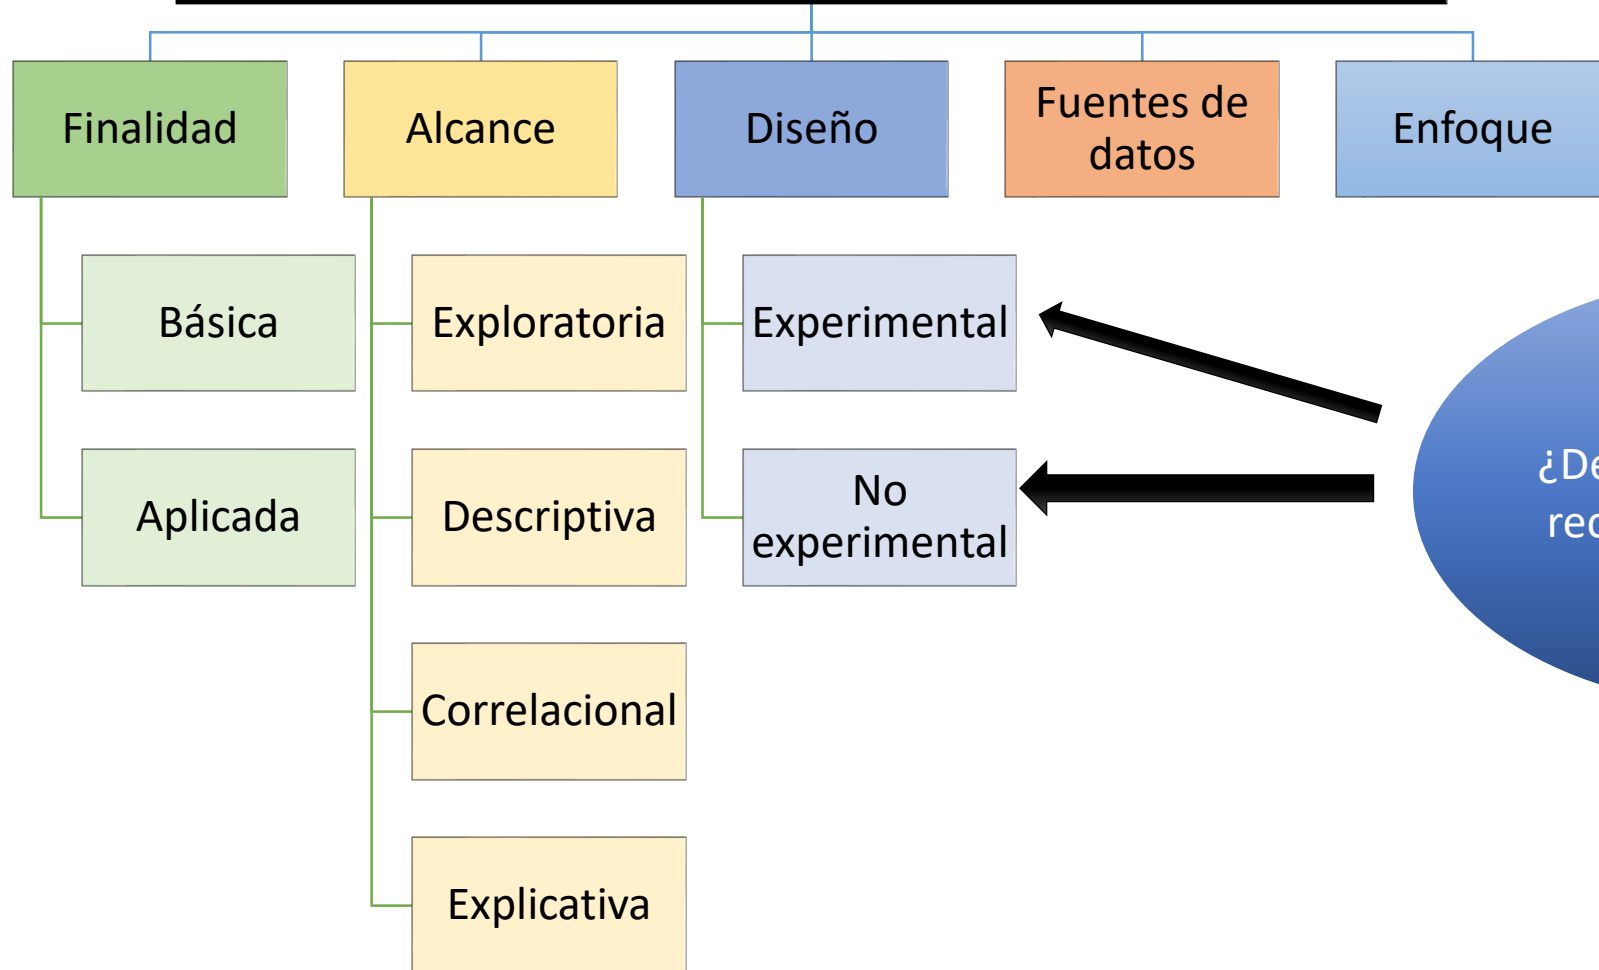 Finalidad
Alcance
Diseño
Fuentes de
datos
Enfoque
Básica
Exploratoria
Experimental
Aplicada
Descriptiva
No
experimental
Correlacional
Explicativa